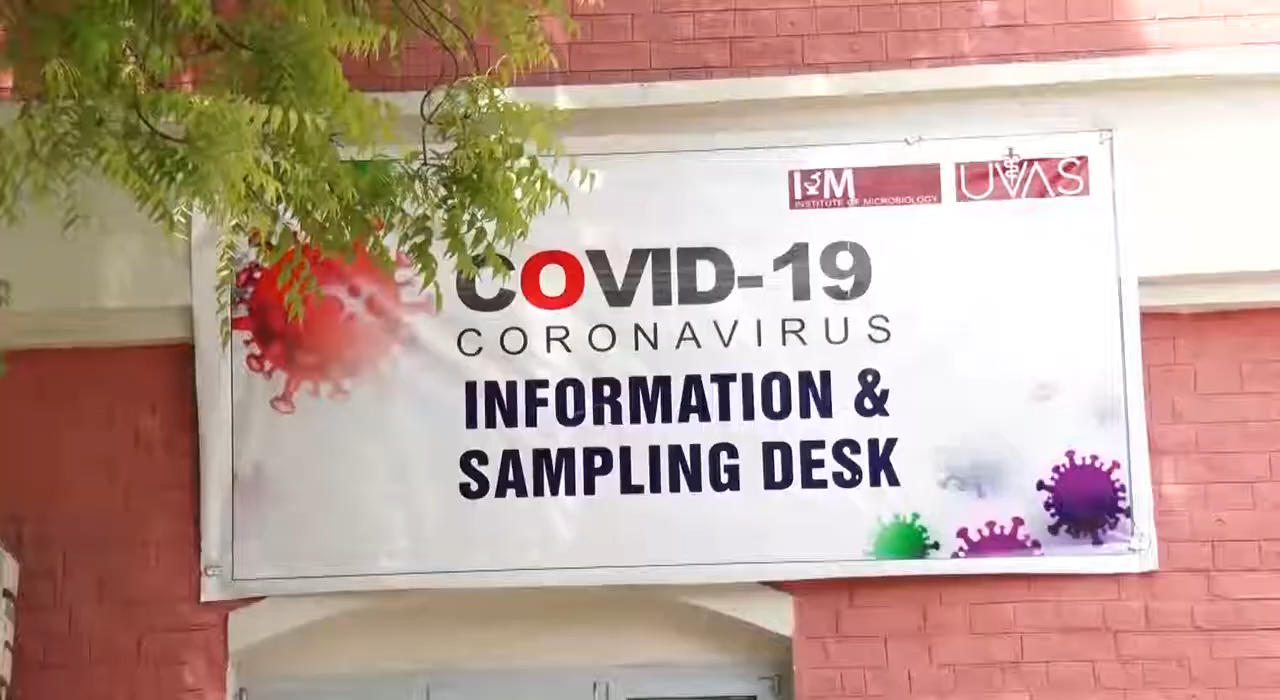 IM
INSTITUTE OF MICROBIOLOGY
UVAS
COVID-19
CORONAVIRUS
INFORMATION &
SAMPLING DESK